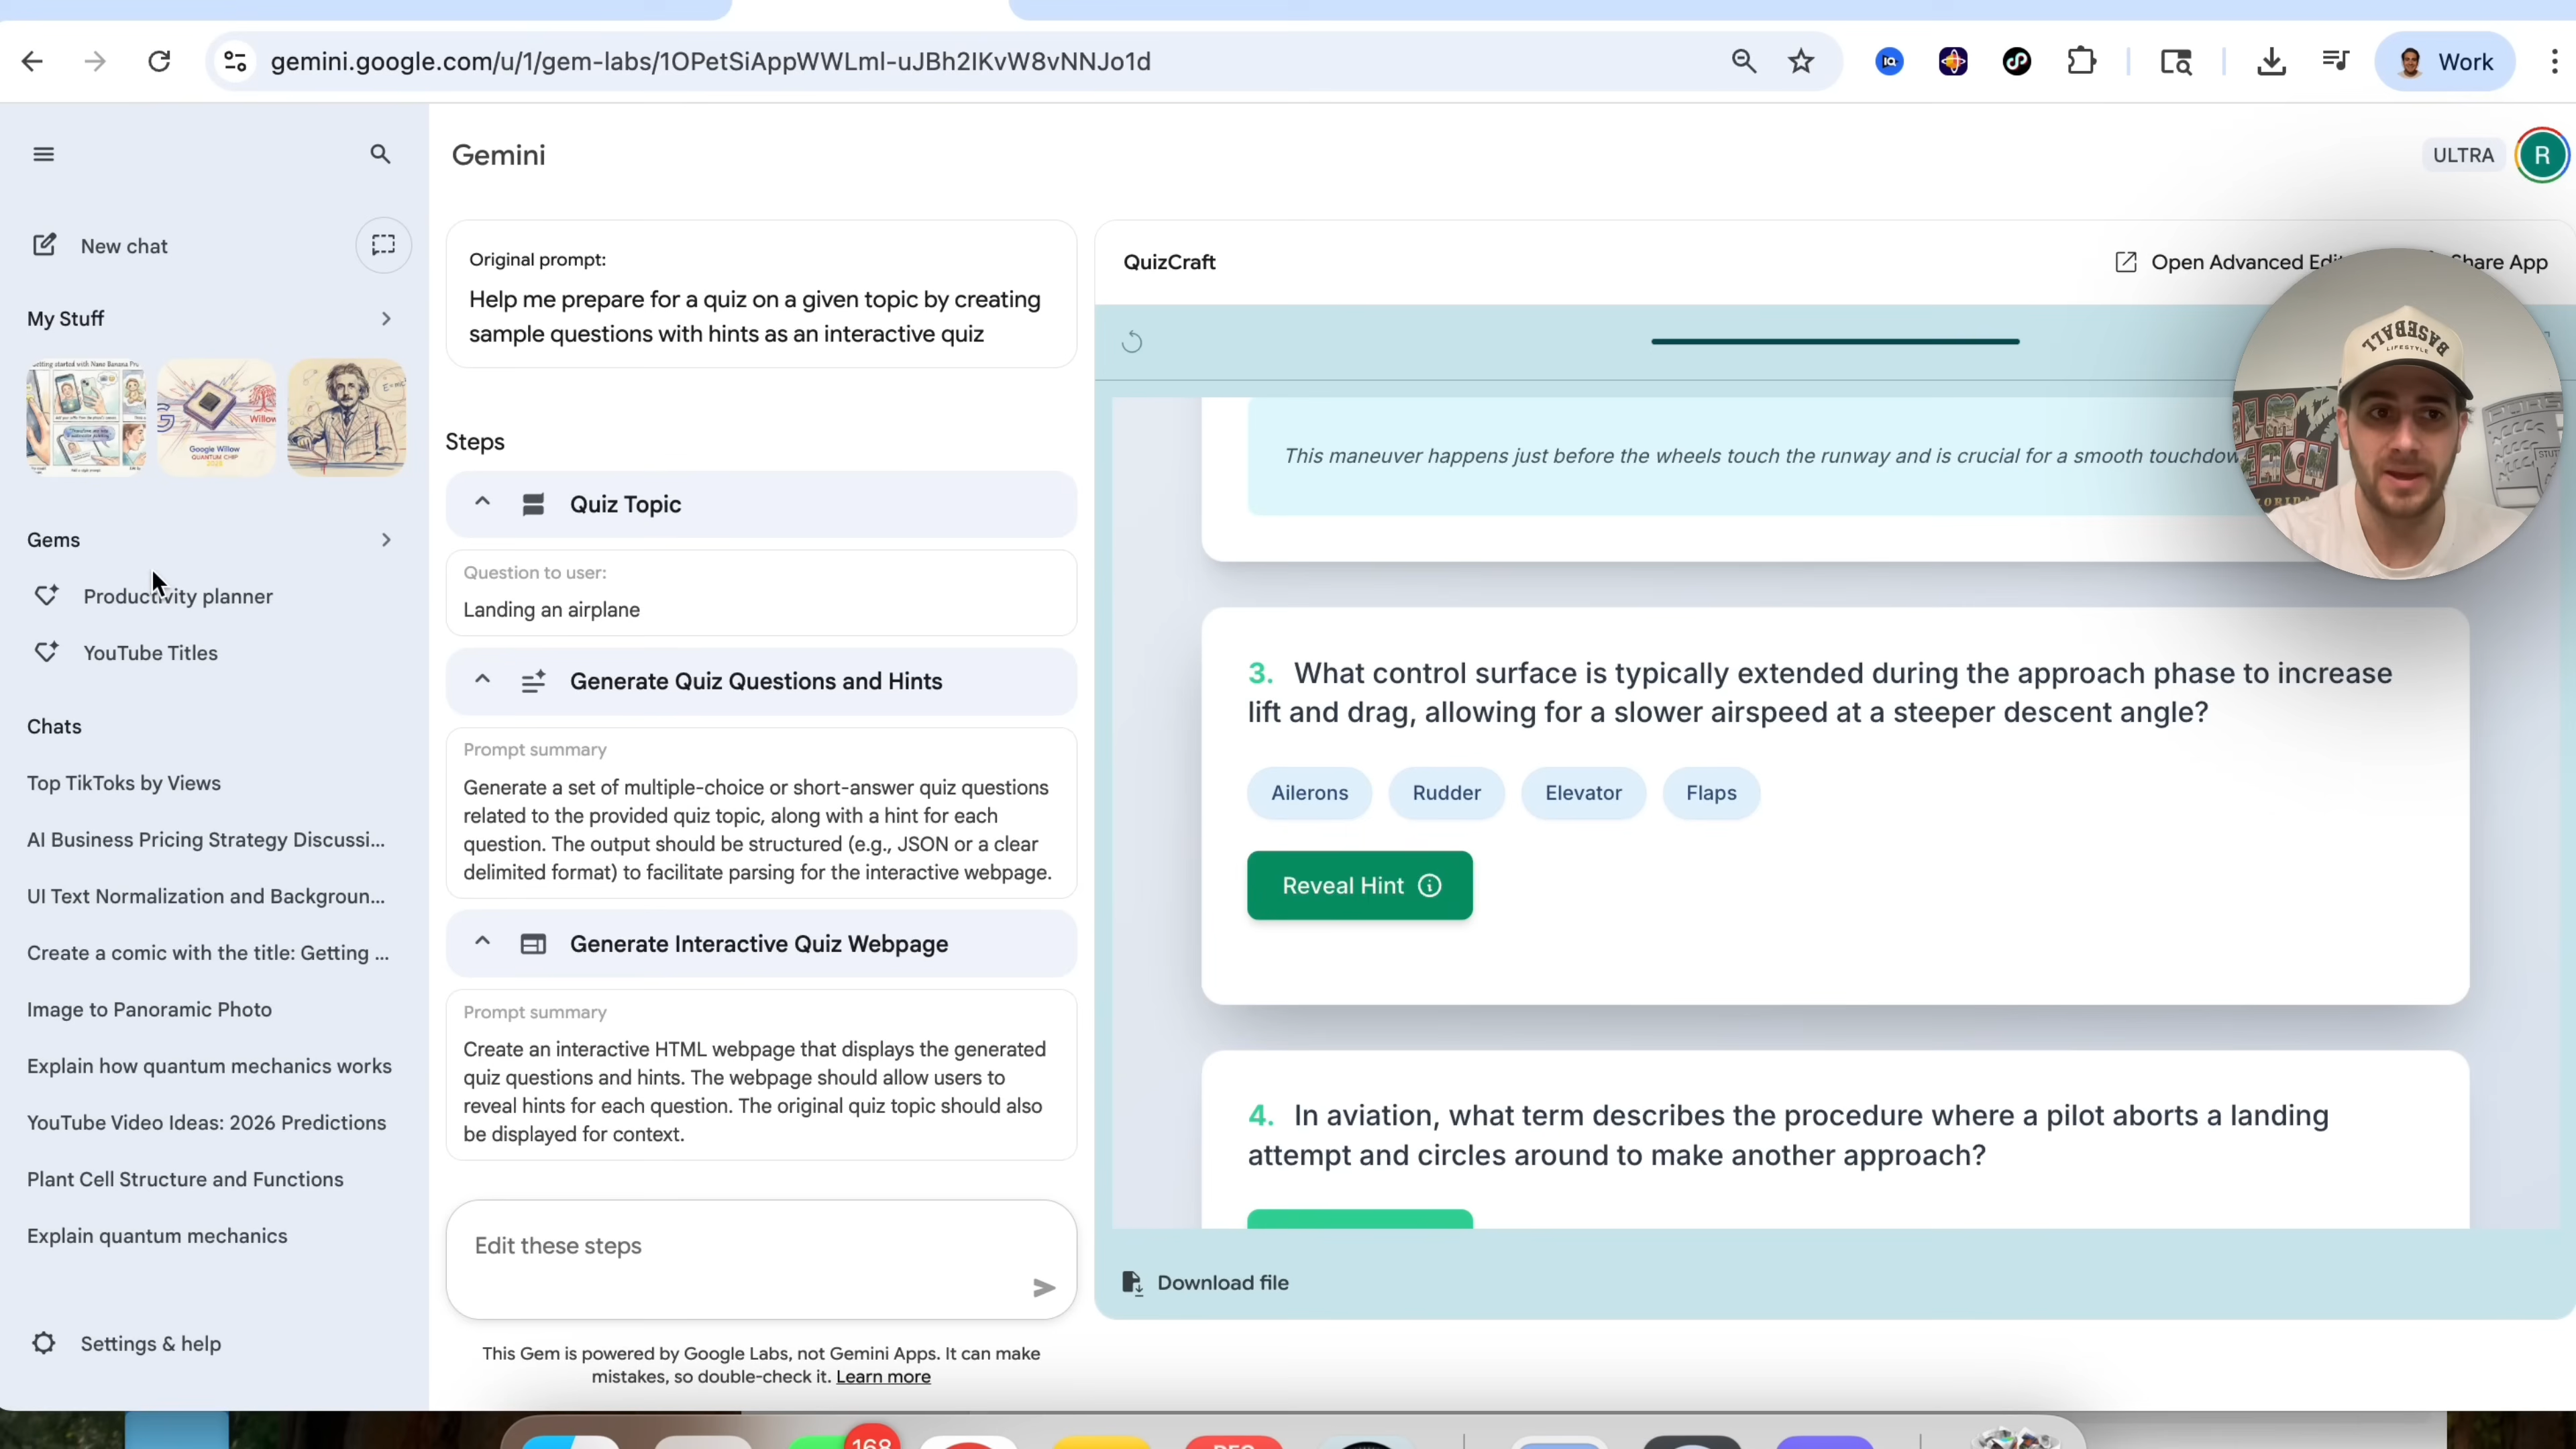 gemini.google.com/u/1/gem-labs/1OPetSiAppWWLml-uJBh2IKvW8vNNJo1d
Work
Gemini
ULTRA
R
New chat
My Stuff
Google Willow
QUANTUM CHIP
Willow
Gems
Productivity planner
YouTube Titles
Chats
Top TikToks by Views
AI Business Pricing Strategy Discussi...
UI Text Normalization and Backgroun...
Create a comic with the title: Getting ...
Image to Panoramic Photo
Explain how quantum mechanics works
YouTube Video Ideas: 2026 Predictions
Plant Cell Structure and Functions
Explain quantum mechanics
Settings & help
Original prompt:
Help me prepare for a quiz on a given topic by creating
sample questions with hints as an interactive quiz
Steps
Quiz Topic
Question to user:
Landing an airplane
Generate Quiz Questions and Hints
Prompt summary
Generate a set of multiple-choice or short-answer quiz questions
related to the provided quiz topic, along with a hint for each
question. The output should be structured (e.g., JSON or a clear
delimited format) to facilitate parsing for the interactive webpage.
Generate Interactive Quiz Webpage
Prompt summary
Create an interactive HTML webpage that displays the generated
quiz questions and hints. The webpage should allow users to
reveal hints for each question. The original quiz topic should also
be displayed for context.
Edit these steps
This Gem is powered by Google Labs, not Gemini Apps. It can make
mistakes, so double-check it. Learn more
QuizCraft
Open Advanced Edit
Share App
BASEBALL
LIFESTYLE
This maneuver happens just before the wheels touch the runway and is crucial for a smooth touchdow
3. What control surface is typically extended during the approach phase to increase
lift and drag, allowing for a slower airspeed at a steeper descent angle?
Ailerons
Rudder
Elevator
Flaps
Reveal Hint
4. In aviation, what term describes the procedure where a pilot aborts a landing
attempt and circles around to make another approach?
Download file
168